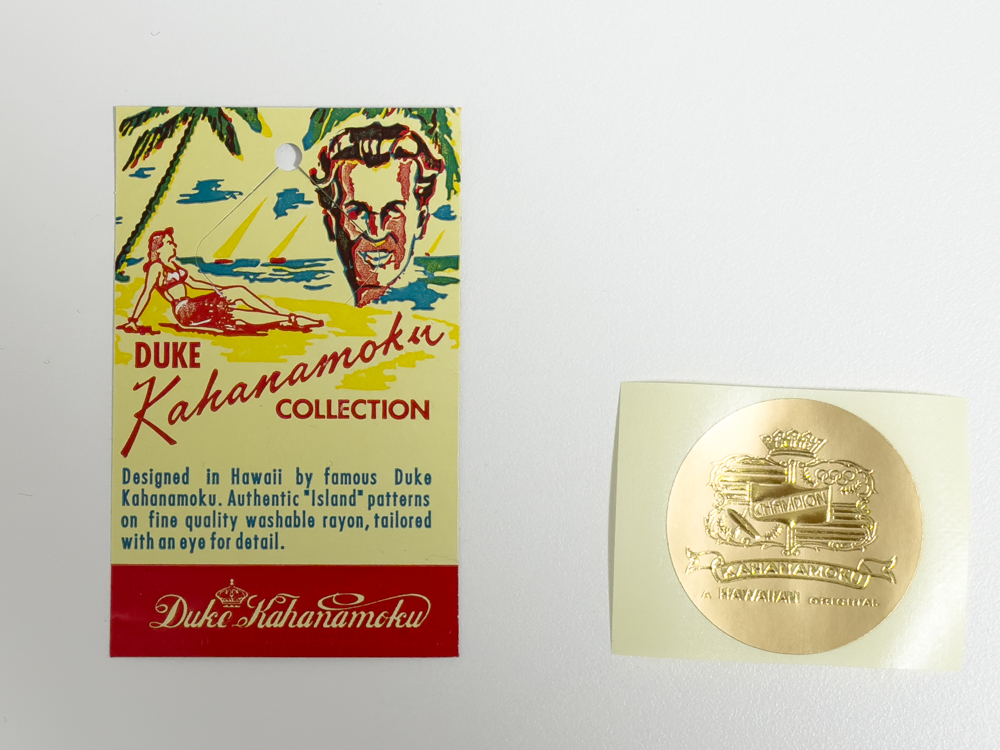 DUKE
Kahanamoku
COLLECTION
Designed in Hawaii by famous Duke
Kahanamoku. Authentic "Island" patterns
on fine quality washable rayon, tailored
with an eye for detail.
Duke Kahanamoku
CHAMPION
KAHANAMOKU
A HAWAIIAN ORIGINAL